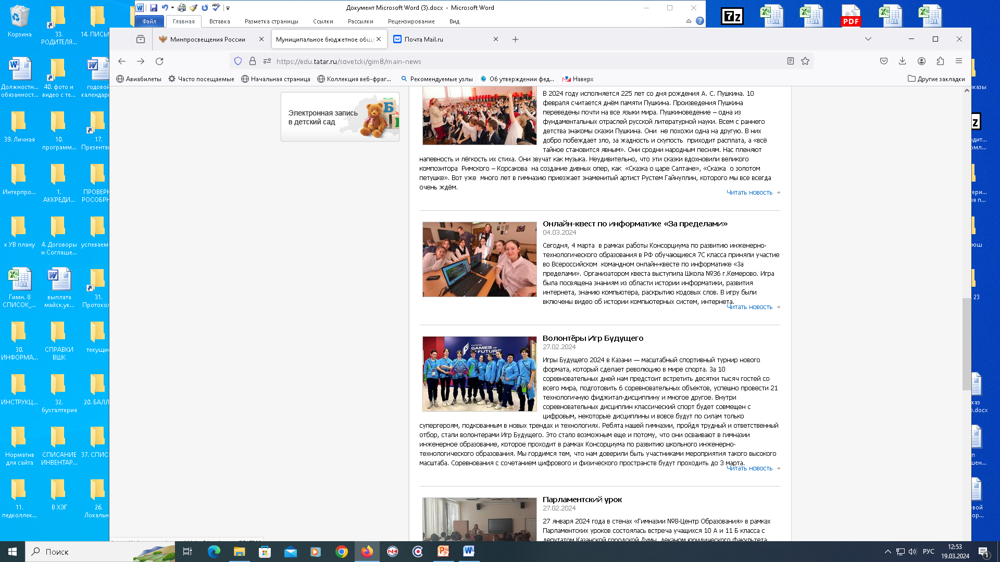 Документ Microsoft Word (3).docx - Microsoft Word
Файл Главная Вставка Разметка страницы Ссылки Рассылки Рецензирование Вид
Корзина
33.
РОДИТЕЛЯ...
14. ПИСЬМ
PDF
Минпросвещения России
Муниципальное бюджетное обще
Почта Mail.ru
https://edu.tatar.ru/sovetcki/gim8/main-news
Авиабилеты Часто посещаемые Начальная страница Коллекция веб-фраг... Рекомендуемые узлы Об утверждении фед... Наверх Другие закладки
Должностн...
обязанност...
40. фото и
видео с те...
годовой
календарн
39. Личная
10.
программ...
17.
Презента
Интерпро...
1.
АККРЕДИ...
ПРОВЕРК
РОСОБРН
к УВ плану
4. Договоры
и Соглаше...
успеваем
Гимн. 8
СПИСОК_...
выплата
майск.ук...
31.
Протокол
30.
ИНФОРМА...
СПРАВКИ
ВШК
текущи
ИНСТРУКЦ...
32.
бухгалтерия
20. БАЛЛ
Норматив
для сайта
СПИСАНИЕ
ИНВЕНТАР...
37. СПИС
11.
педколлек...
В ХЭГ
26.
Локальн
Электронная запись
в детский сад
В 2024 году исполняется 225 лет со дня рождения А. С. Пушкина. 10
февраля считается днём памяти Пушкина. Произведения Пушкина
переведены почти на все языки мира. Пушкиноведение – одна из
фундаментальных отраслей русской литературной науки. Всем с раннего
детства знакомы сказки Пушкина. Они не похожи одна на другую. В них
добро побеждает зло, за жадность и скупость приходит расплата, а «всё
тайное становится явным». Они сродни народным песням. Нас пленяют
напевность и лёгкость их стиха. Они звучат как музыка. Неудивительно, что эти сказки вдохновили великого
композитора Римского – Корсакова на создание дивных опер, как «Сказка о царе Салтане», «Сказка о золотом
петушке». Вот уже много лет в гимназию приезжает знаменитый артист Рустем Гайнуллин, которого мы все всегда
очень ждём.
Читать новость
Онлайн-квест по информатике «За пределами»
04.03.2024
Сегодня, 4 марта в рамках работы Консорциума по развитию инженерно-
технологического образования в РФ обучающиеся 7С класса приняли участие
во Всероссийском командном онлайн-квесте по информатике «За
пределами». Организатором квеста выступила Школа №36 г.Кемерово. Игра
была посвящена знаниям из области истории информатики, развития
интернета, знанию компьютера, раскрытию кодовых слов. В игру были
включены видео об истории компьютерных систем, интернета.
Читать новость
GAMES OF FUTURE
Волонтёры Игр Будущего
27.02.2024
Игры Будущего 2024 в Казани — масштабный спортивный турнир нового
формата, который сделает революцию в мире спорта. За 10
соревновательных дней нам предстоит встретить десятки тысяч гостей со
всего мира, подготовить 6 соревновательных объектов, успешно провести 21
технологичную фиджитал-дисциплину и многое другое. Внутри
соревновательных дисциплин классический спорт будет совмещен с
цифровым, некоторые дисциплины и вовсе будут по силам только
супергероям, подкованным в новых трендах и технологиях. Ребята нашей гимназии, пройдя трудный и ответственный
отбор, стали волонтерами Игр Будущего. Это стало возможным еще и потому, что они осваивают в гимназии
инженерное образование, которое проходит в рамках Консорциума по развитию школьного инженерно-
технологического образования. Мы гордимся тем, что нам доверили быть участниками мероприятия такого высокого
масштаба. Соревнования с сочетанием цифрового и физического пространств будут проходить до 3 марта.
Читать новость
Парламентский урок
27.02.2024
27 января 2024 года в стенах «Гимназии №8-Центр Образования» в рамках
Парламентских уроков состоялась встреча учащихся 10 А и 11 Б класса с
депутатом Казанской городской Думы, деканом юридического факультета
Поиск
РУС
12:53
19.03.2024